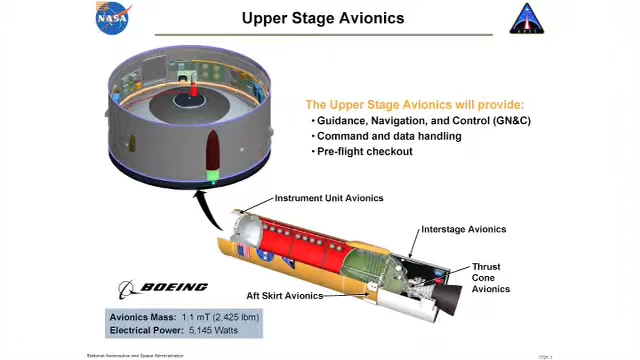 NASA
Upper Stage Avionics
ARES
The Upper Stage Avionics will provide:
• Guidance, Navigation, and Control (GN&C)
• Command and data handling
• Pre-flight checkout
Instrument Unit Avionics
Interstage Avionics
Thrust
Cone
Avionics
Aft Skirt Avionics
BOEING
Avionics Mass: 1.1 mT (2,425 lbm)
Electrical Power: 5,145 Watts
National Aeronautics and Space Administration